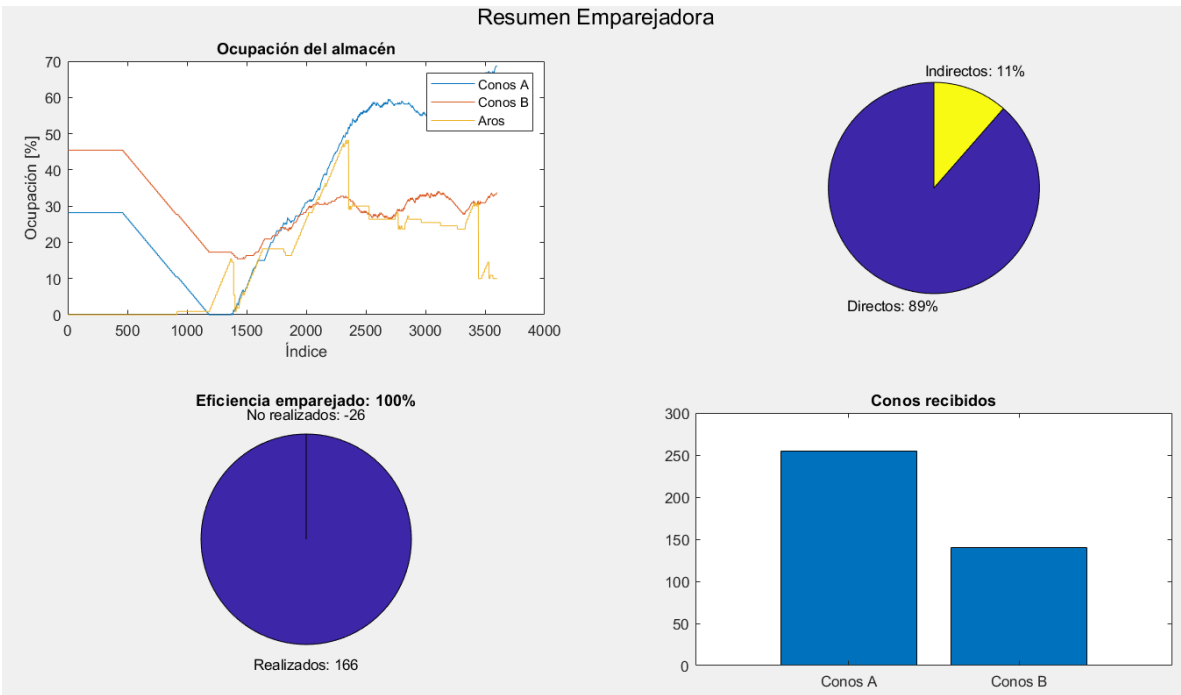 Resumen Emparejadora
Ocupación del almacén
70
60
50
40
30
20
10
0
Ocupación [%]
Conos A
Conos B
Aros
0 500 1000 1500 2000 2500 3000 3500 4000
Índice
Indirectos: 11%
Directos: 89%
Eficiencia emparejado: 100%
No realizados: -26
Realizados: 166
Conos recibidos
300
250
200
150
100
50
0
Conos A Conos B